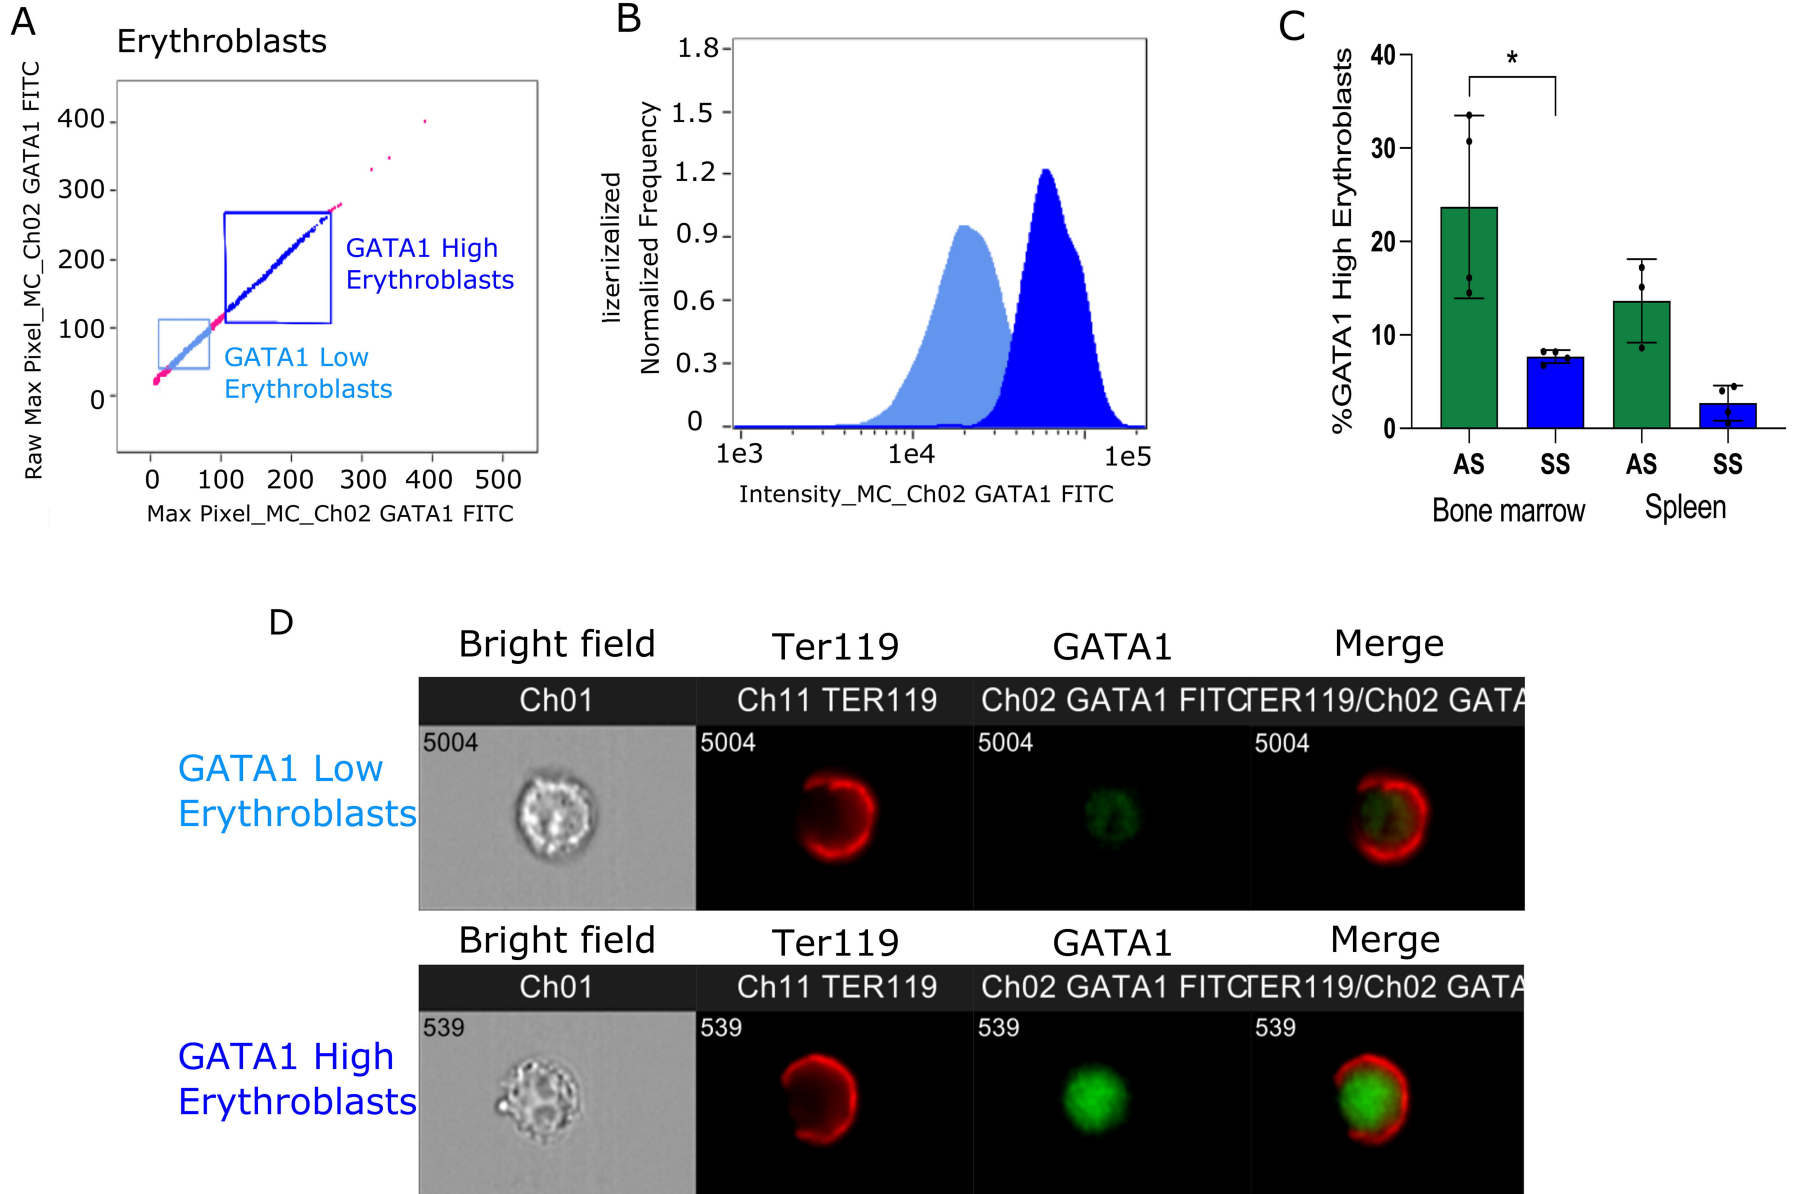 A
Erythroblasts
Raw Max Pixel_MC_Ch02 GATA1 FITC
400
300
200
100
0
GATA1 High
Erythroblasts
GATA1 Low
Erythroblasts
0 100 200 300 400 500
Max Pixel_MC_Ch02 GATA1 FITC
B
Normalized Frequency
1.8
1.5
1.2
0.9
0.6
0.3
0
1e3 1e4 1e5
Intensity_MC_Ch02 GATA1 FITC
C
%GATA1 High Erythroblasts
40
30
20
10
0
*
AS SS AS SS
Bone marrow Spleen
D
Bright field Ter119 GATA1 Merge
Ch01 Ch11 TER119 Ch02 GATA1 FITC TER119/Ch02 GATA
GATA1 Low
Erythroblasts
5004 5004 5004 5004
Bright field Ter119 GATA1 Merge
Ch01 Ch11 TER119 Ch02 GATA1 FITC TER119/Ch02 GATA
GATA1 High
Erythroblasts
539 539 539 539